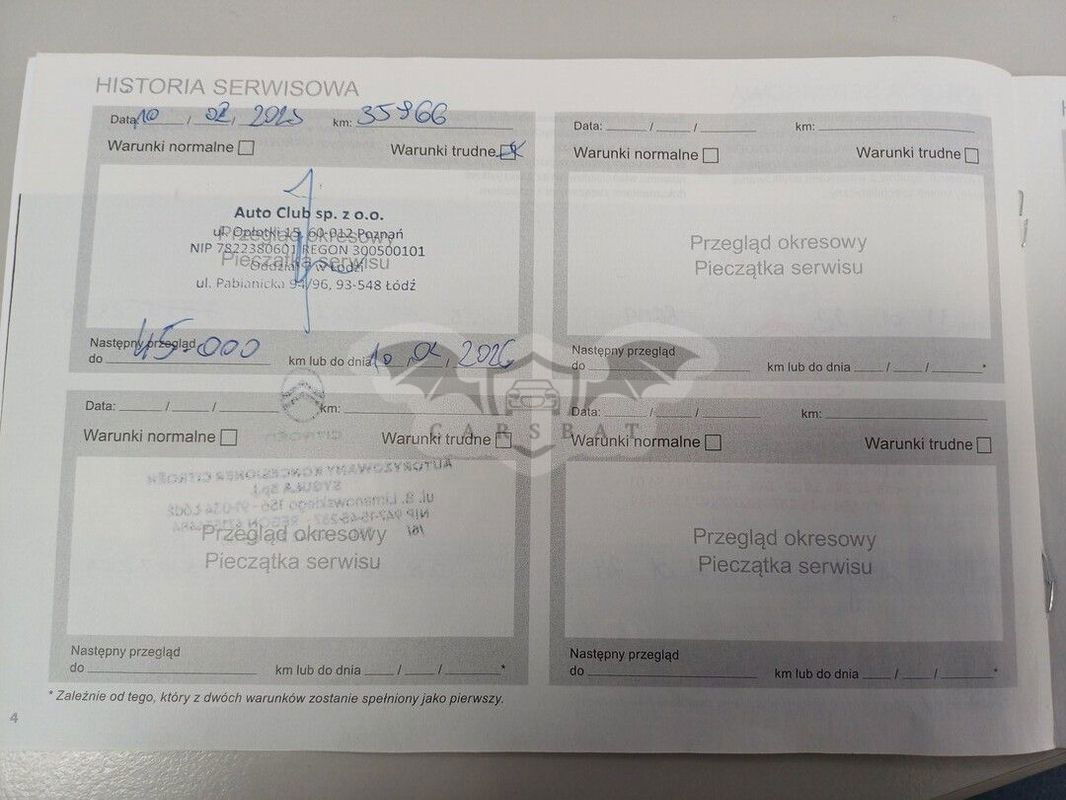 HISTORIA SERWISOWA
Data: 10 / 02 / 2025 km: 35966
Warunki normalne Warunki trudne
Auto Club sp. z o.o.
ul. Opłotki 15, 60-012 Poznań
NIP 7822380601 REGON 300500101
Przegląd okresowy
Pieczątka serwisu
Oddział w Łodzi
ul. Pabianicka 94/96, 93-548 Łódź
Następny przegląd
do 45.000 km lub do dnia 10, 02, 2026
Data: / / km:
Warunki normalne Warunki trudne
Przegląd okresowy
Pieczątka serwisu
Następny przegląd
do km lub do dnia / / *
CARSBAT
Data: / / km:
Warunki normalne Warunki trudne
Przegląd okresowy
Pieczątka serwisu
Następny przegląd
do km lub do dnia / / *
Data: / / km:
Warunki normalne Warunki trudne
Przegląd okresowy
Pieczątka serwisu
Następny przegląd
do km lub do dnia / / *
* Zależnie od tego, który z dwóch warunków zostanie spełniony jako pierwszy.
4